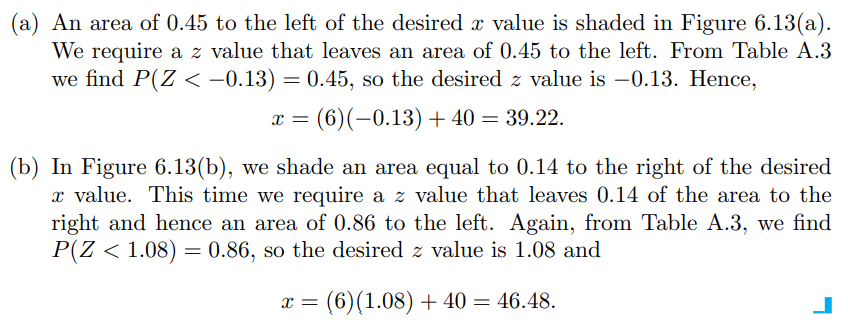 (a) An area of 0.45 to the left of the desired x value is shaded in Figure 6.13(a).
We require a z value that leaves an area of 0.45 to the left. From Table A.3
we find P(Z < −0.13) = 0.45, so the desired z value is −0.13. Hence,
x = (6)(−0.13) + 40 = 39.22.
(b) In Figure 6.13(b), we shade an area equal to 0.14 to the right of the desired
x value. This time we require a z value that leaves 0.14 of the area to the
right and hence an area of 0.86 to the left. Again, from Table A.3, we find
P(Z < 1.08) = 0.86, so the desired z value is 1.08 and
x = (6)(1.08) + 40 = 46.48.